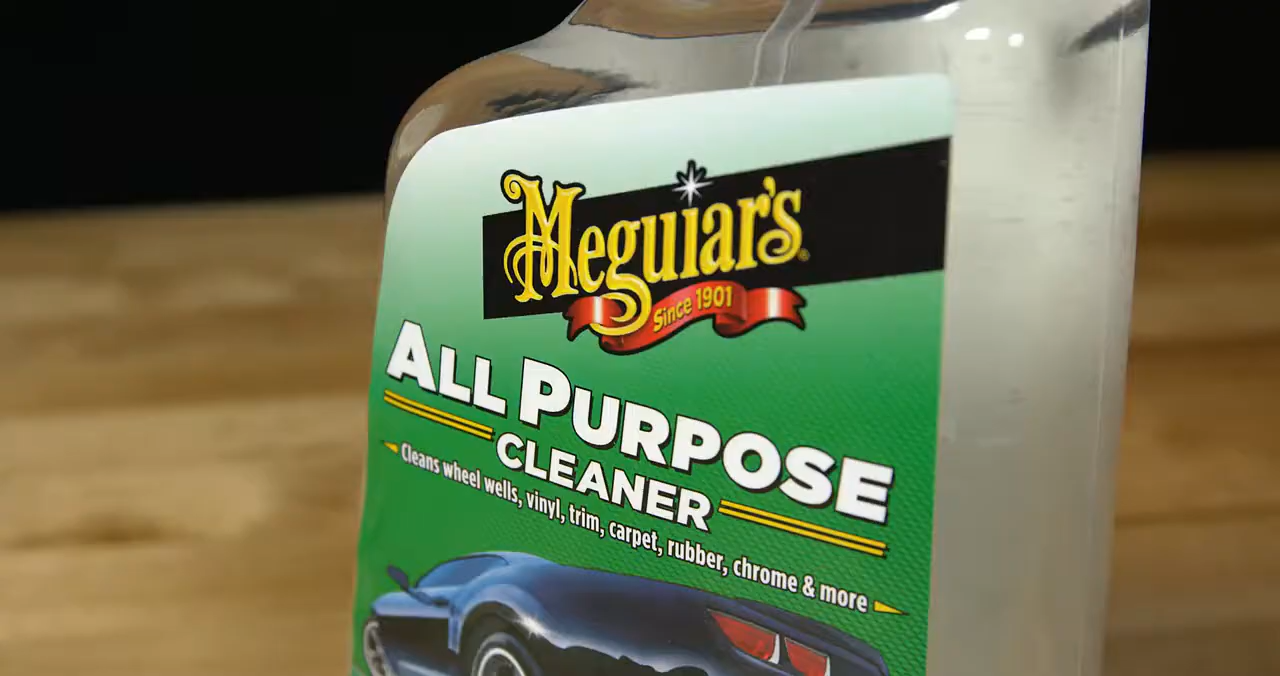 Meguiar's
Since 1901
ALL PURPOSE
CLEANER
Cleans wheel wells, vinyl, trim, carpet, rubber, chrome & more